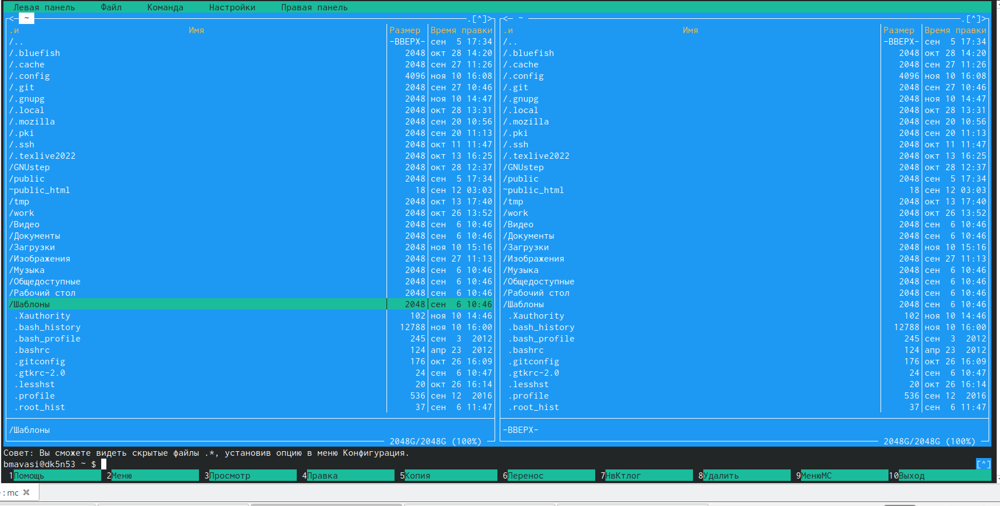 Левая панель Файл Команда Настройки Правая панель
<─ ~ .[^]>
.и Имя Размер Время правки
/.. -ВВЕРХ- сен 5 17:34
/.bluefish 2048 окт 28 14:20
/.cache 2048 сен 27 11:26
/.config 4096 ноя 10 16:08
/.git 2048 сен 27 10:46
/.gnupg 2048 ноя 10 14:47
/.local 2048 окт 28 13:31
/.mozilla 2048 сен 20 10:56
/.pki 2048 сен 20 11:13
/.ssh 2048 окт 11 11:47
/.texlive2022 2048 окт 13 16:25
/GNUstep 2048 окт 28 12:37
/public 2048 сен 5 17:34
~public_html 18 сен 12 03:03
/tmp 2048 окт 13 17:40
/work 2048 окт 26 13:52
/Видео 2048 сен 6 10:46
/Документы 2048 сен 6 10:46
/Загрузки 2048 ноя 10 15:16
/Изображения 2048 сен 27 11:13
/Музыка 2048 сен 6 10:46
/Общедоступные 2048 сен 6 10:46
/Рабочий стол 2048 сен 6 10:46
/Шаблоны 2048 сен 6 10:46
.Xauthority 102 ноя 10 14:46
.bash_history 12788 ноя 10 16:00
.bash_profile 245 сен 3 2012
.bashrc 124 апр 23 2012
.gitconfig 176 окт 26 16:09
.gtkrc-2.0 24 сен 6 10:47
.lesshst 20 окт 26 16:14
.profile 536 сен 12 2016
.root_hist 37 сен 6 11:47
/Шаблоны
2048G/2048G (100%)
<─ ~ .[^]>
.и Имя Размер Время правки
/.. -ВВЕРХ- сен 5 17:34
/.bluefish 2048 окт 28 14:20
/.cache 2048 сен 27 11:26
/.config 4096 ноя 10 16:08
/.git 2048 сен 27 10:46
/.gnupg 2048 ноя 10 14:47
/.local 2048 окт 28 13:31
/.mozilla 2048 сен 20 10:56
/.pki 2048 сен 20 11:13
/.ssh 2048 окт 11 11:47
/.texlive2022 2048 окт 13 16:25
/GNUstep 2048 окт 28 12:37
/public 2048 сен 5 17:34
~public_html 18 сен 12 03:03
/tmp 2048 окт 13 17:40
/work 2048 окт 26 13:52
/Видео 2048 сен 6 10:46
/Документы 2048 сен 6 10:46
/Загрузки 2048 ноя 10 15:16
/Изображения 2048 сен 27 11:13
/Музыка 2048 сен 6 10:46
/Общедоступные 2048 сен 6 10:46
/Рабочий стол 2048 сен 6 10:46
/Шаблоны 2048 сен 6 10:46
.Xauthority 102 ноя 10 14:46
.bash_history 12788 ноя 10 16:00
.bash_profile 245 сен 3 2012
.bashrc 124 апр 23 2012
.gitconfig 176 окт 26 16:09
.gtkrc-2.0 24 сен 6 10:47
.lesshst 20 окт 26 16:14
.profile 536 сен 12 2016
.root_hist 37 сен 6 11:47
-ВВЕРХ-
2048G/2048G (100%)
Совет: Вы сможете видеть скрытые файлы .*, установив опцию в меню Конфигурация.
bmavasi@dk5n53 ~ $ [^]
1Помощь 2Меню 3Просмотр 4Правка 5Копия 6Перенос 7НвКтлог 8Удалить 9МенюМС 10Выход
: mc